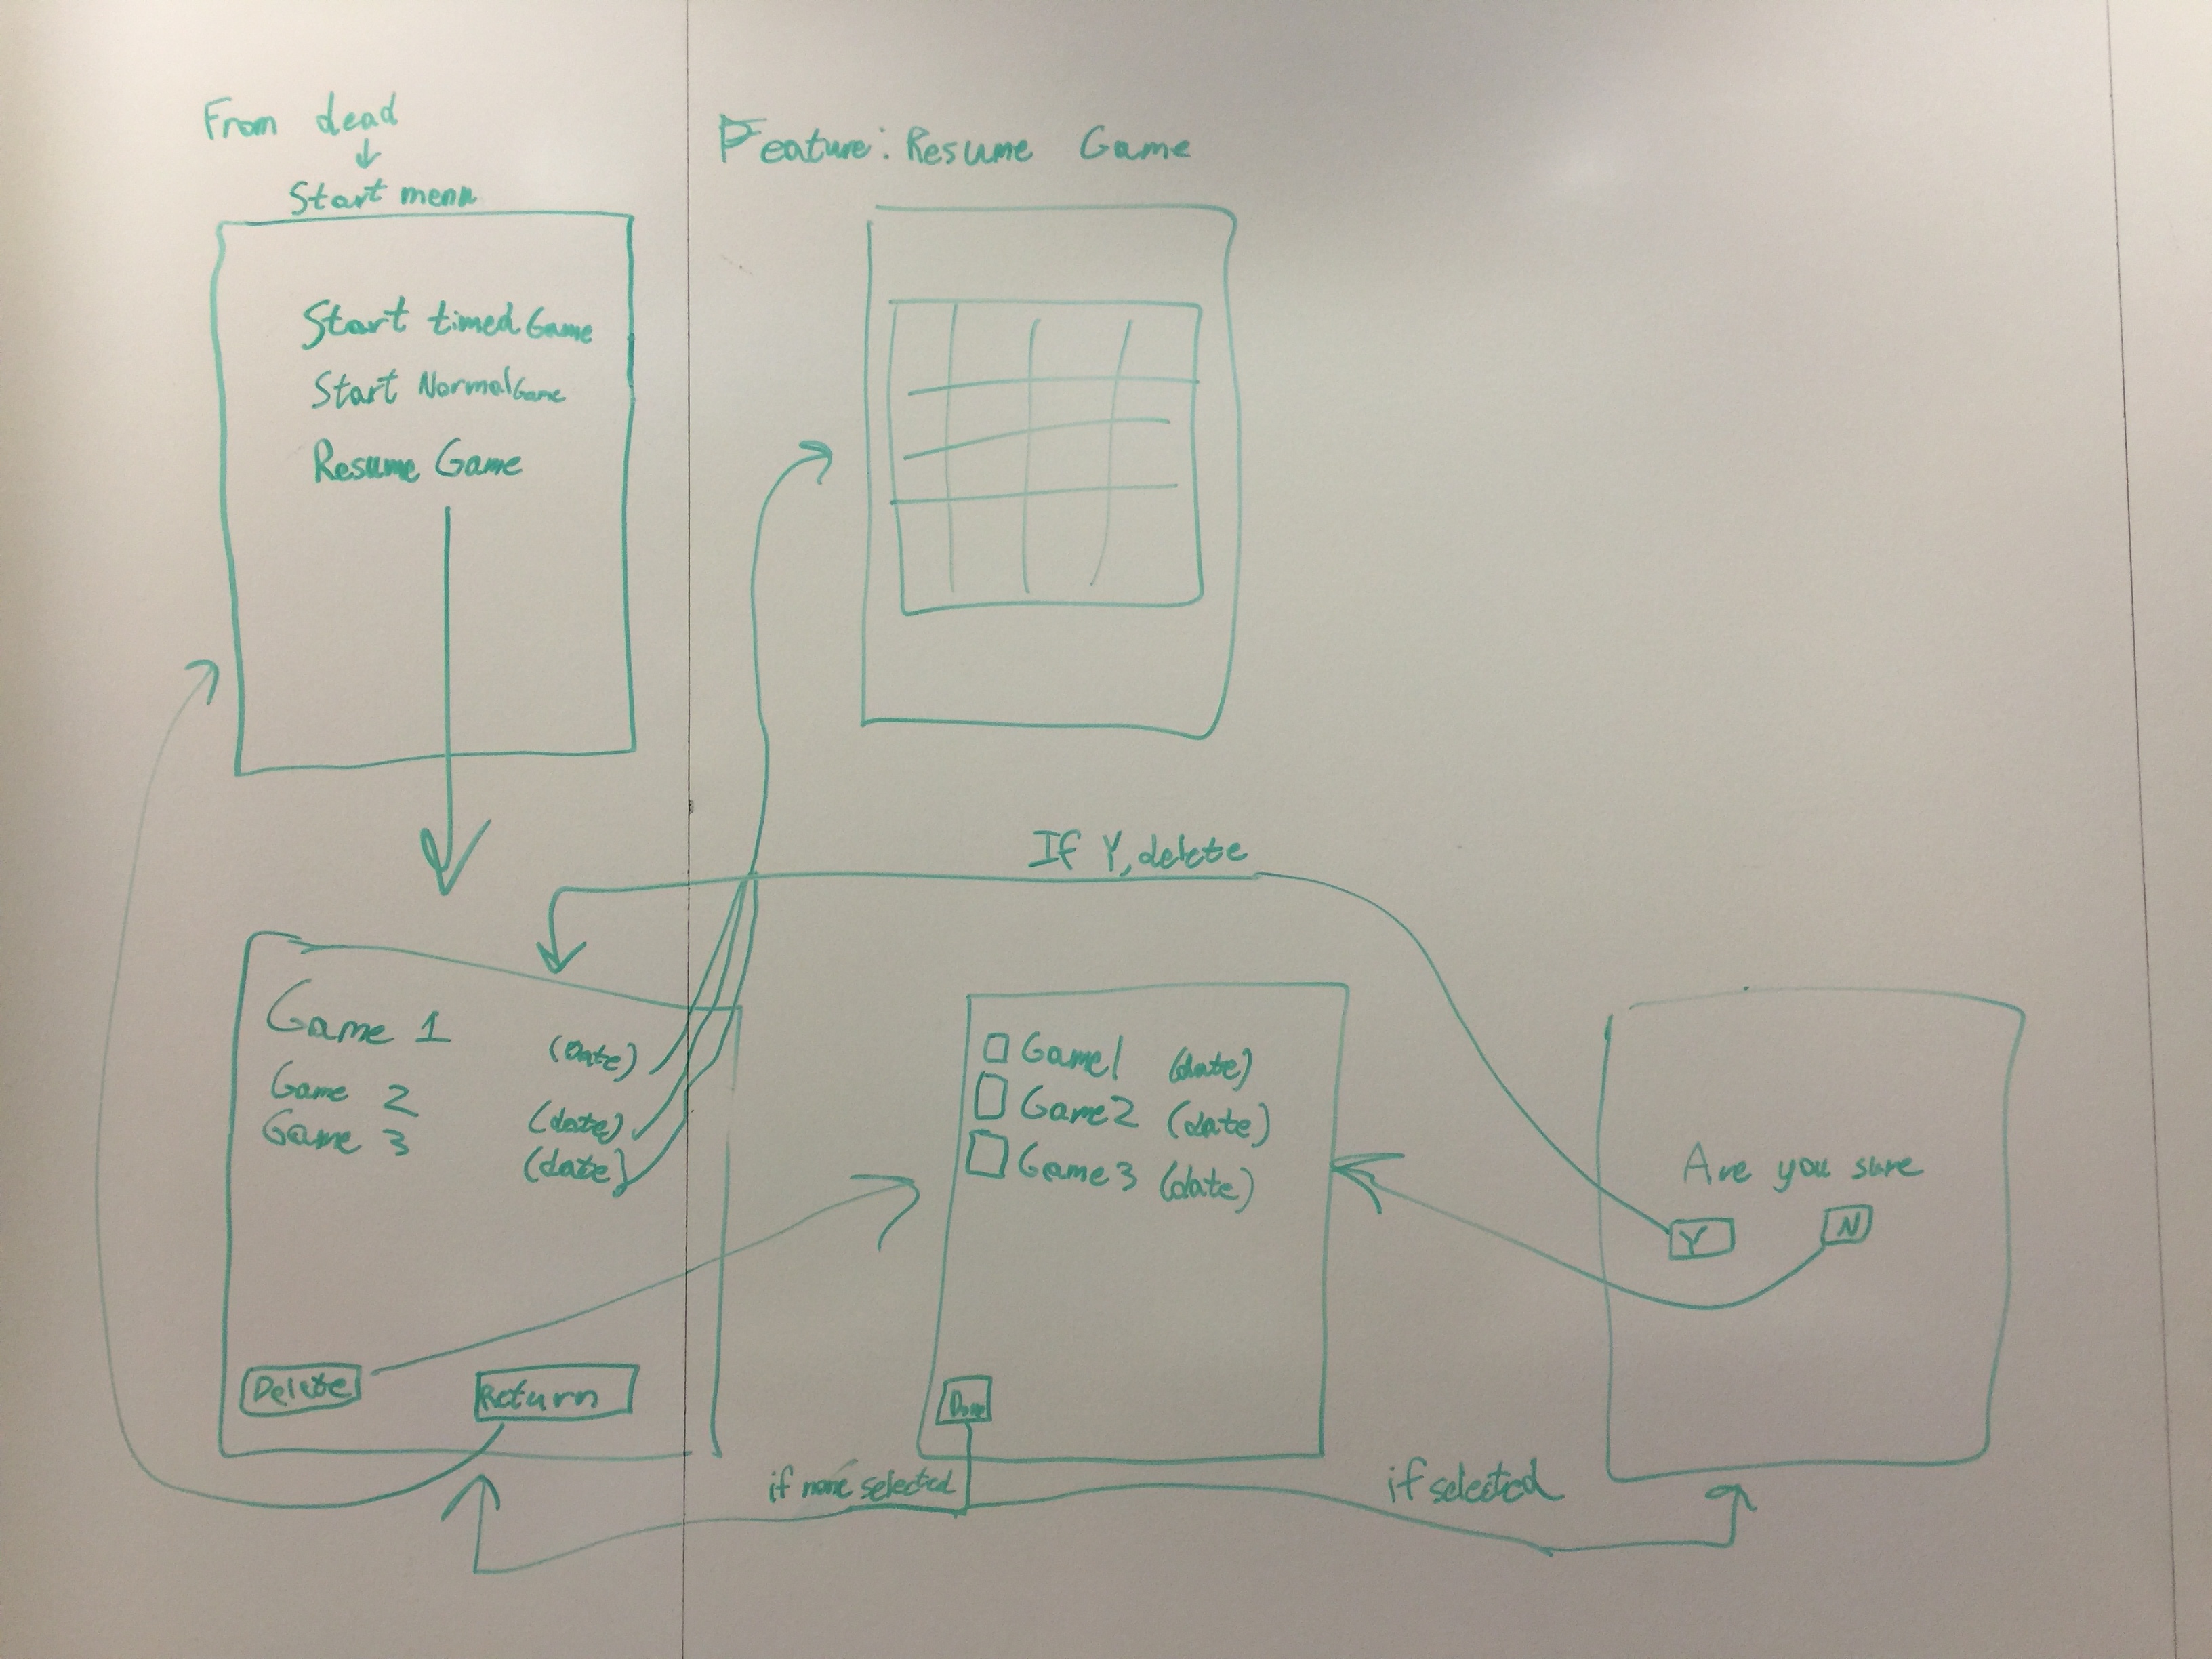 From dead
Start menu
Start timed Game
Start Normal Game
Resume Game
Feature: Resume Game
If Y, delete
Game 1 (Date)
Game 2 (date)
Game 3 (date)
Delete Return
Game 1 (date)
Game 2 (date)
Game 3 (date)
Done
if none selected
if selected
Are you sure
Y N